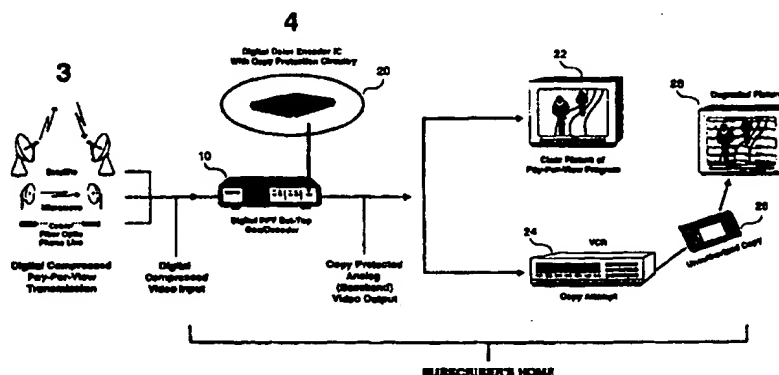 4
Digital Color Encoder IC
With Copy Protection Circuitry
20
3
10
Satellite
Microwave
Cable/
Fiber Optic
Phone Line
Digital Compressed
Pay-Per-View
Transmission
Digital
Compressed
Video Input
Digital PPV Set-Top
Box/Decoder
Copy Protected
Analog
(Baseband)
Video Output
22
Clear Picture of
Pay-Per-View Program
24
VCR
Copy Attempt
Degraded Picture
Unauthorized Copy
SUBSCRIBER'S HOME